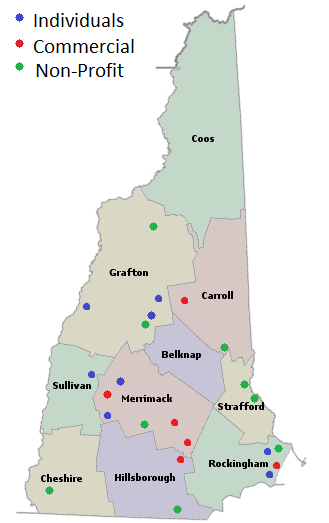 Individuals
Commercial
Non-Profit
Coos
Grafton
Carroll
Belknap
Sullivan
Merrimack
Strafford
Rockingham
Cheshire
Hillsborough